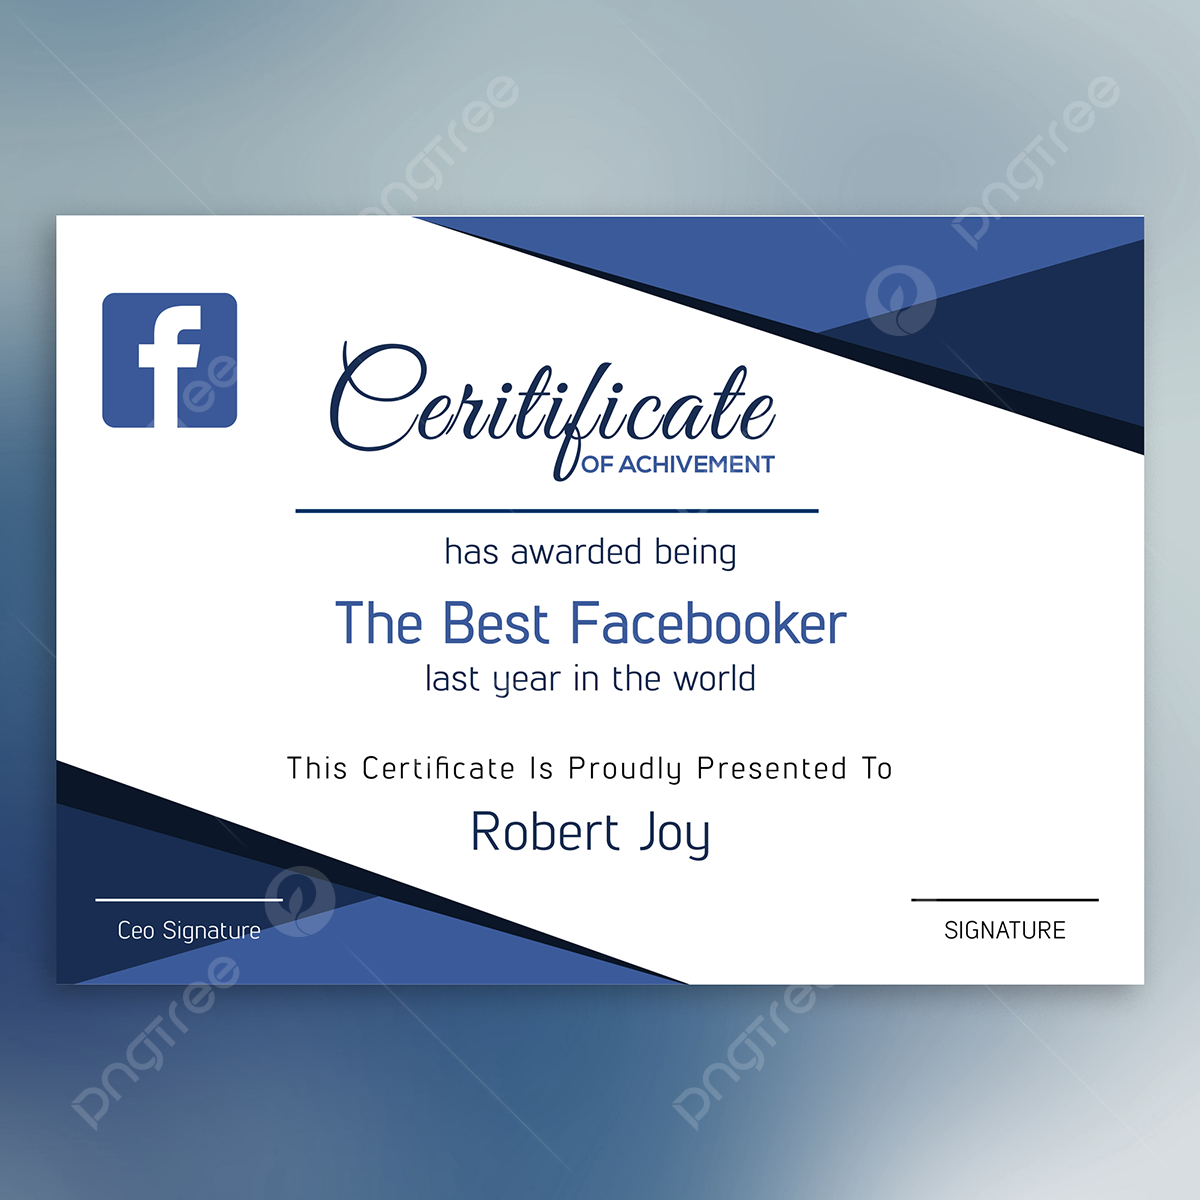 pngtree
pngtree
f
tree
Ceritificate
OF ACHIVEMENT
has awarded being
The Best Facebooker
last year in the world
This Certificate Is Proudly Presented To
Robert Joy
Ceo Signature
SIGNATURE
pngtree
pngtree